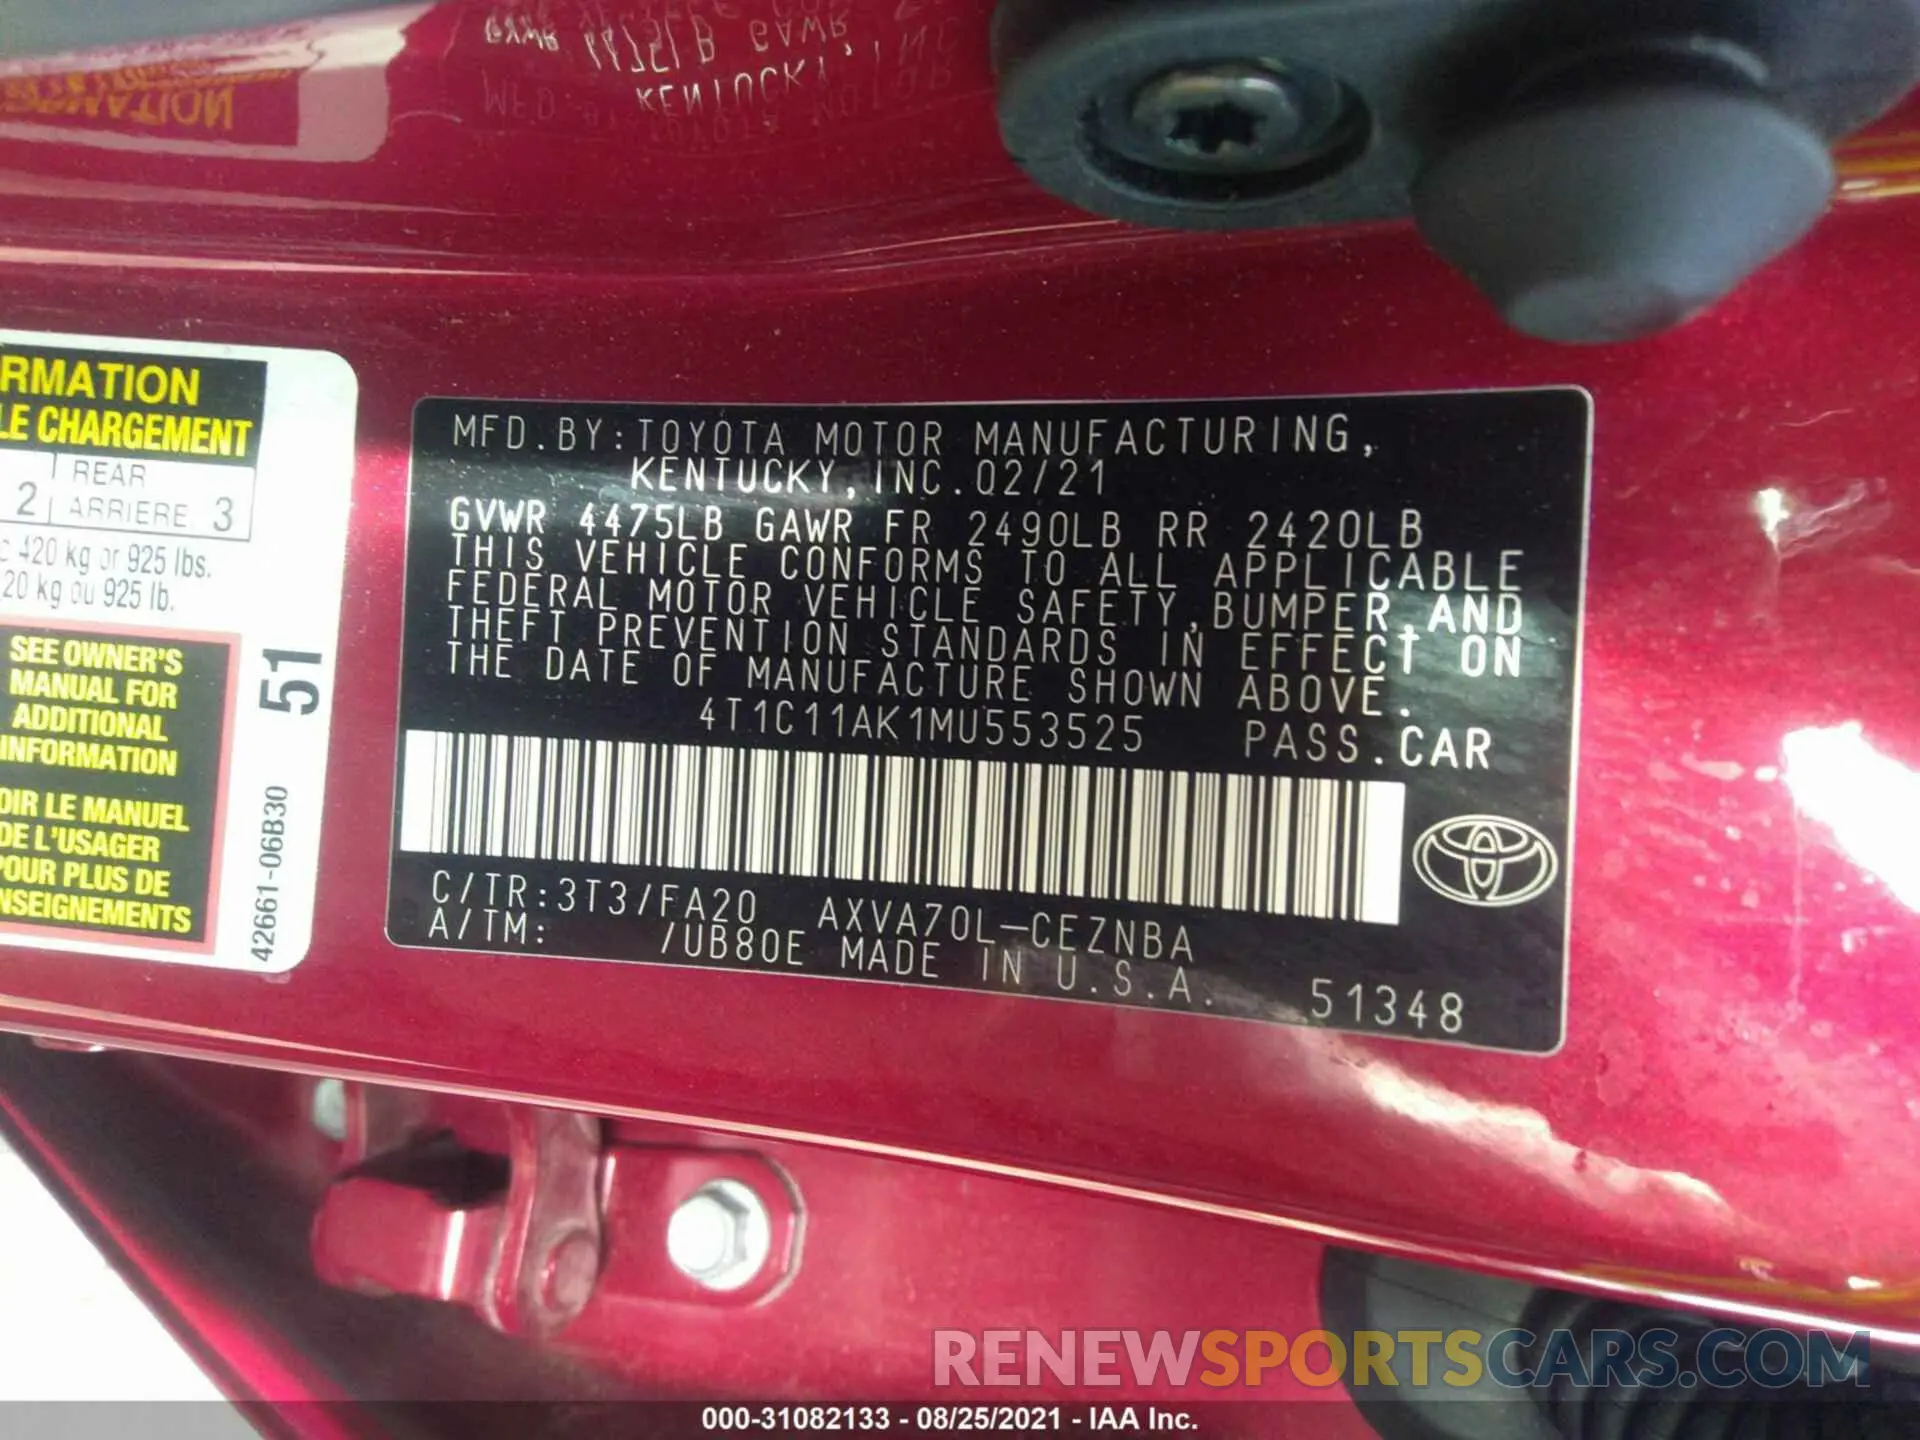 RMATION
LE CHARGEMENT
2 REAR
ARRIERE 3
c 420 kg or 925 lbs.
20 kg ou 925 lb.
SEE OWNER'S
MANUAL FOR
ADDITIONAL
INFORMATION
OIR LE MANUEL
DE L'USAGER
POUR PLUS DE
NSEIGNEMENTS
51
42661-06B30
MFD.BY:TOYOTA MOTOR MANUFACTURING,
KENTUCKY,INC.02/21
GVWR 4475LB GAWR FR 2490LB RR 2420LB
THIS VEHICLE CONFORMS TO ALL APPLICABLE
FEDERAL MOTOR VEHICLE SAFETY,BUMPER,AND
THEFT PREVENTION STANDARDS IN EFFECT ON
THE DATE OF MANUFACTURE SHOWN ABOVE.
4T1C11AK1MU553525 PASS.CAR
C/TR:3T3/FA20 AXVA70L-CEZNBA
A/TM: /UB80E MADE IN U.S.A. 51348
RENEWSPORTSCARS.COM
000-31082133 - 08/25/2021 - IAA Inc.